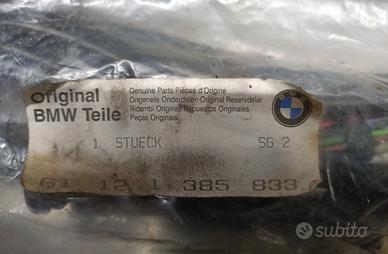 Original
BMW Teile
Genuine Parts-Pièces d'Origine
Originele Onderdelen-Original Reservdelar
Ricambi Originali Repuestos Originales
Peças Originais
1 STUECK SG 2
61 12 1 385 833
subito